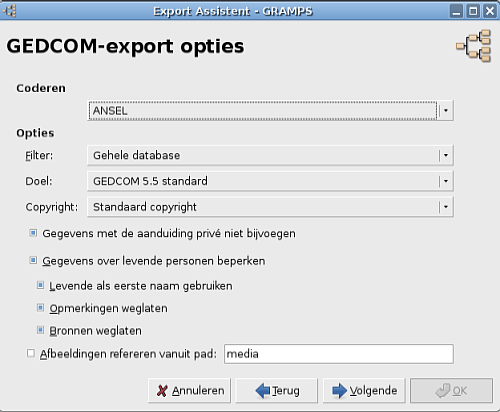 Export Assistent - GRAMPS
GEDCOM-export opties
Coderen
ANSEL
Opties
Filter: Gehele database
Doel: GEDCOM 5.5 standard
Copyright: Standaard copyright
Gegevens met de aanduiding privé niet bijvoegen
Gegevens over levende personen beperken
Levende als eerste naam gebruiken
Opmerkingen weglaten
Bronnen weglaten
Afbeeldingen refereren vanuit pad: media
Annuleren Terug Volgende OK